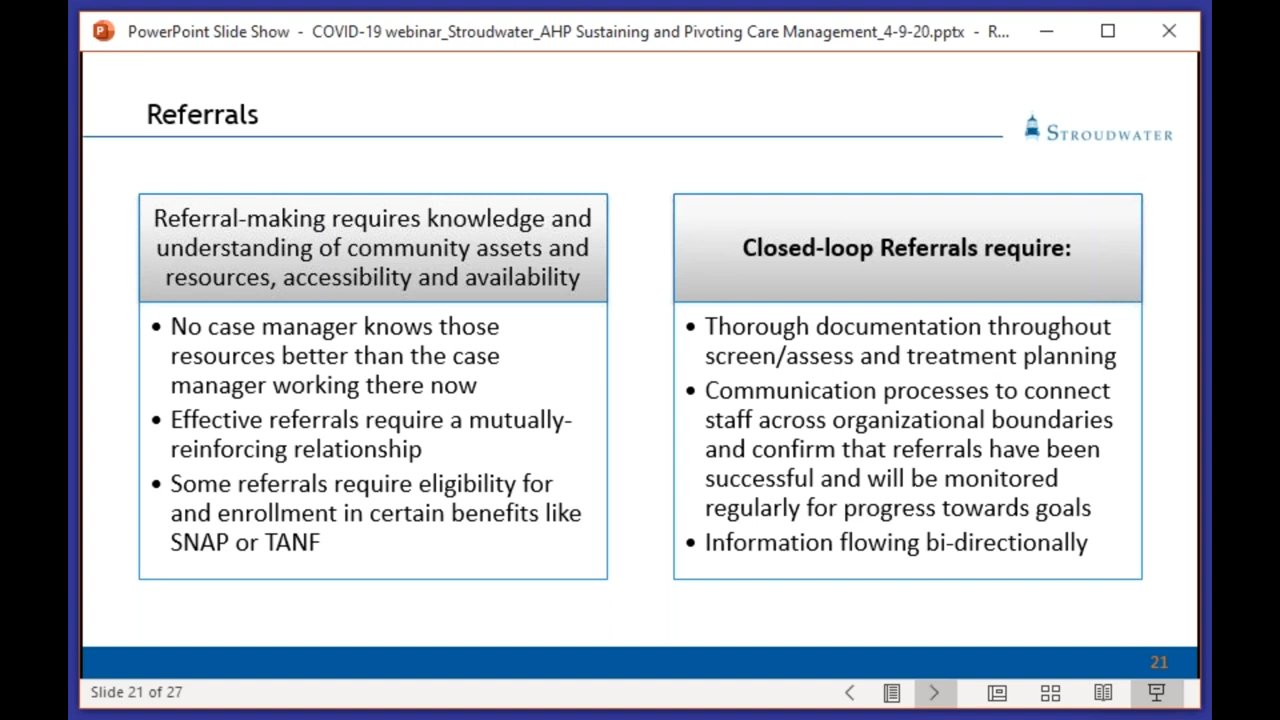 PowerPoint Slide Show - COVID-19 webinar_Stroudwater_AHP Sustaining and Pivoting Care Management_4-9-20.pptx - R...
Referrals
STROUDWATER
Referral-making requires knowledge and
understanding of community assets and
resources, accessibility and availability
• No case manager knows those
resources better than the case
manager working there now
• Effective referrals require a mutually-
reinforcing relationship
• Some referrals require eligibility for
and enrollment in certain benefits like
SNAP or TANF
Closed-loop Referrals require:
• Thorough documentation throughout
screen/assess and treatment planning
• Communication processes to connect
staff across organizational boundaries
and confirm that referrals have been
successful and will be monitored
regularly for progress towards goals
• Information flowing bi-directionally
21
Slide 21 of 27